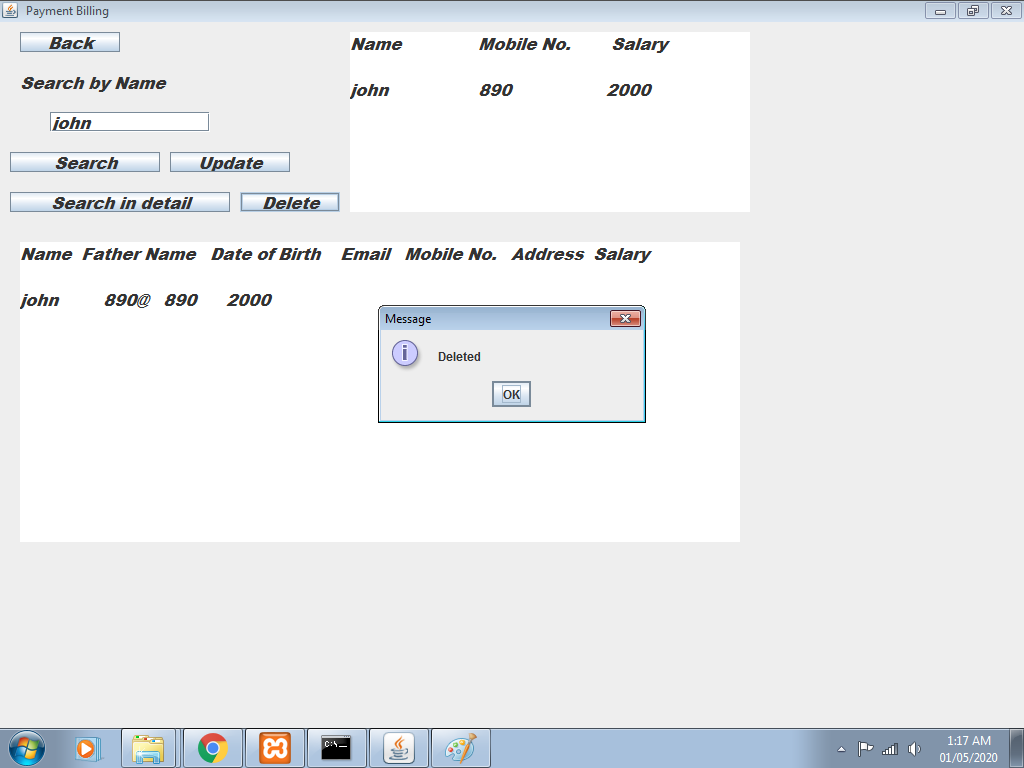 Payment Billing
Back
Search by Name
john
Search Update
Search in detail Delete
Name Mobile No. Salary
john 890 2000
Name Father Name Date of Birth Email Mobile No. Address Salary
john 890@ 890 2000
Message
i Deleted
OK
C:\_
1:17 AM
01/05/2020